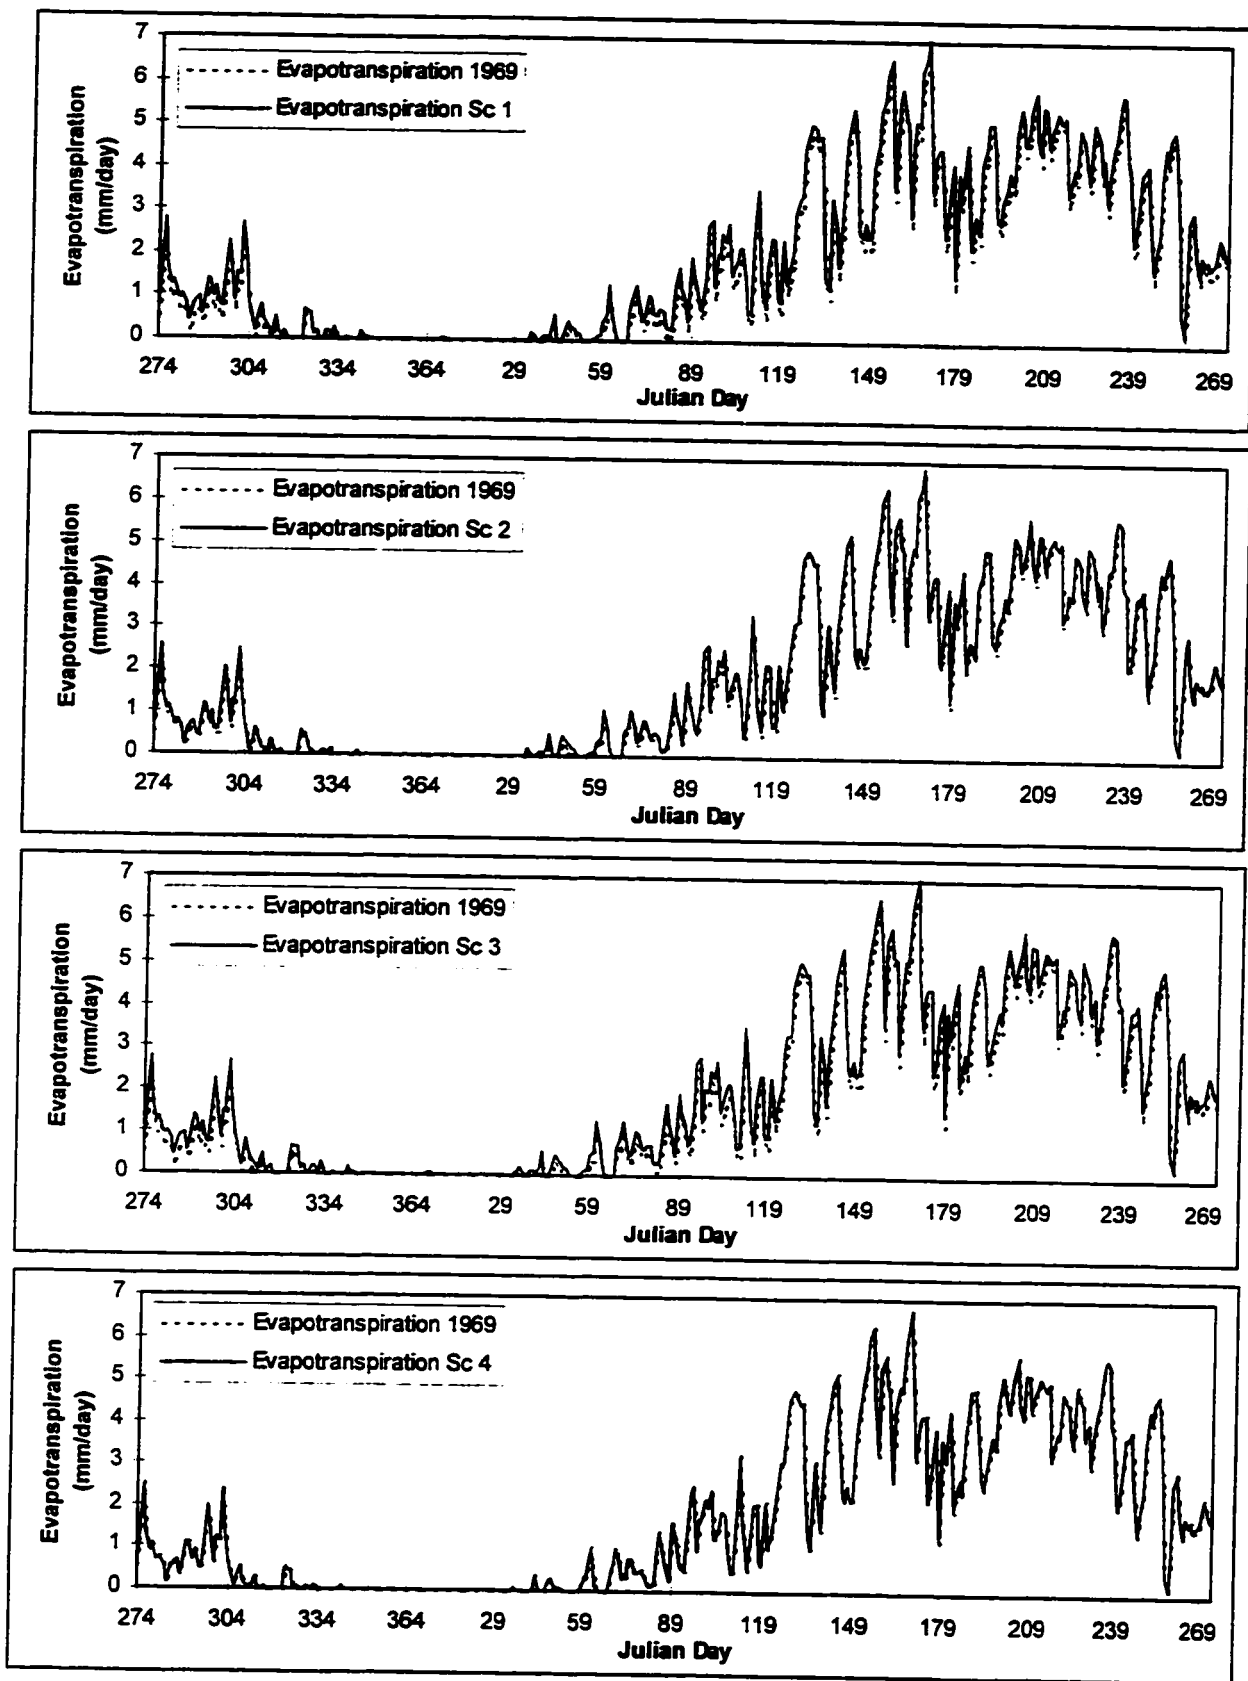 7
6
5
4
3
2
1
0
Evapotranspiration
(mm/day)
Evapotranspiration 1969
Evapotranspiration Sc 1
274 304 334 364 29 59 89 119 149 179 209 239 269
Julian Day
7
6
5
4
3
2
1
0
Evapotranspiration
(mm/day)
Evapotranspiration 1969
Evapotranspiration Sc 2
274 304 334 364 29 59 89 119 149 179 209 239 269
Julian Day
7
6
5
4
3
2
1
0
Evapotranspiration
(mm/day)
Evapotranspiration 1969
Evapotranspiration Sc 3
274 304 334 364 29 59 89 119 149 179 209 239 269
Julian Day
7
6
5
4
3
2
1
0
Evapotranspiration
(mm/day)
Evapotranspiration 1969
Evapotranspiration Sc 4
274 304 334 364 29 59 89 119 149 179 209 239 269
Julian Day